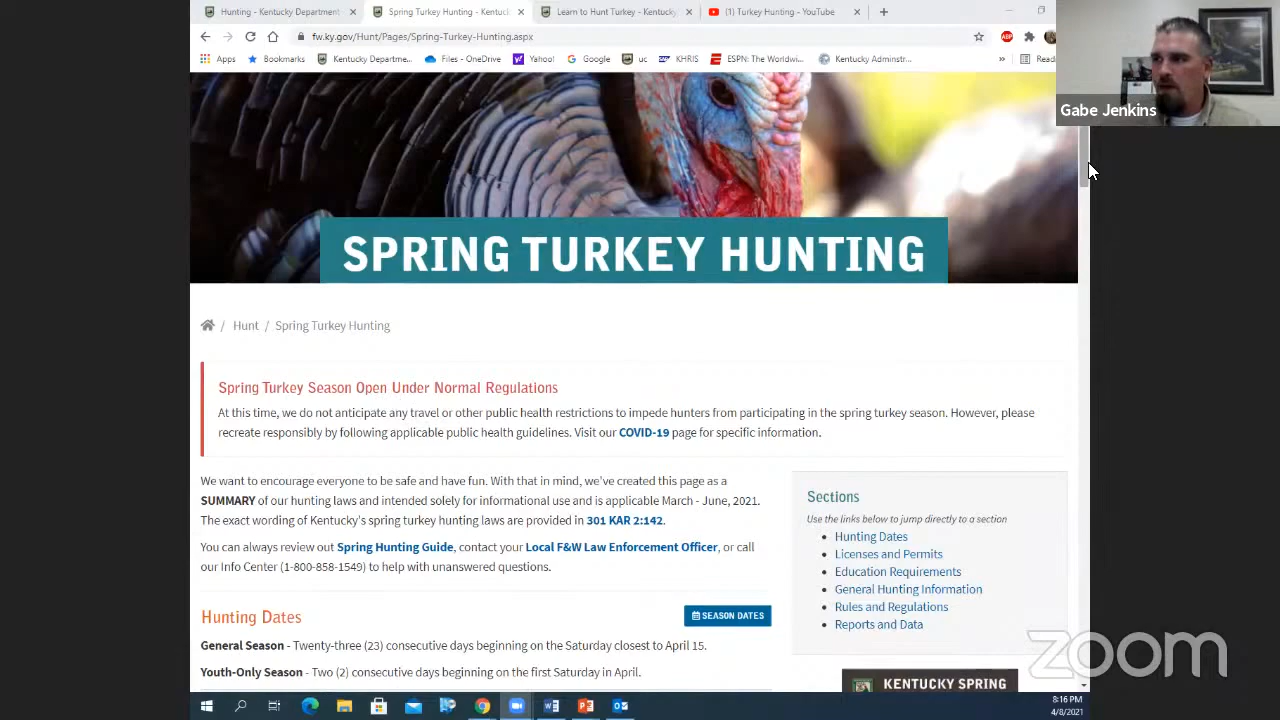 Hunting - Kentucky Department
Spring Turkey Hunting - Kentuc
Learn to Hunt Turkey - Kentucky
(1) Turkey Hunting - YouTube
fw.ky.gov/Hunt/Pages/Spring-Turkey-Hunting.aspx
ABP
Apps
Bookmarks
Kentucky Departme...
Files - OneDrive
Yahoo!
Google
uc
KHRIS
ESPN: The Worldwi...
Kentucky Adminstr...
»
Gabe Jenkins
SPRING TURKEY HUNTING
/ Hunt / Spring Turkey Hunting
Spring Turkey Season Open Under Normal Regulations
At this time, we do not anticipate any travel or other public health restrictions to impede hunters from participating in the spring turkey season. However, please
recreate responsibly by following applicable public health guidelines. Visit our COVID-19 page for specific information.
We want to encourage everyone to be safe and have fun. With that in mind, we've created this page as a
SUMMARY of our hunting laws and intended solely for informational use and is applicable March - June, 2021.
The exact wording of Kentucky's spring turkey hunting laws are provided in 301 KAR 2:142.
You can always review out Spring Hunting Guide, contact your Local F&W Law Enforcement Officer, or call
our Info Center (1-800-858-1549) to help with unanswered questions.
Hunting Dates
SEASON DATES
General Season - Twenty-three (23) consecutive days beginning on the Saturday closest to April 15.
Youth-Only Season - Two (2) consecutive days beginning on the first Saturday in April.
Sections
Use the links below to jump directly to a section
Hunting Dates
Licenses and Permits
Education Requirements
General Hunting Information
Rules and Regulations
Reports and Data
KENTUCKY SPRING
zoom
8:16 PM
4/8/2021